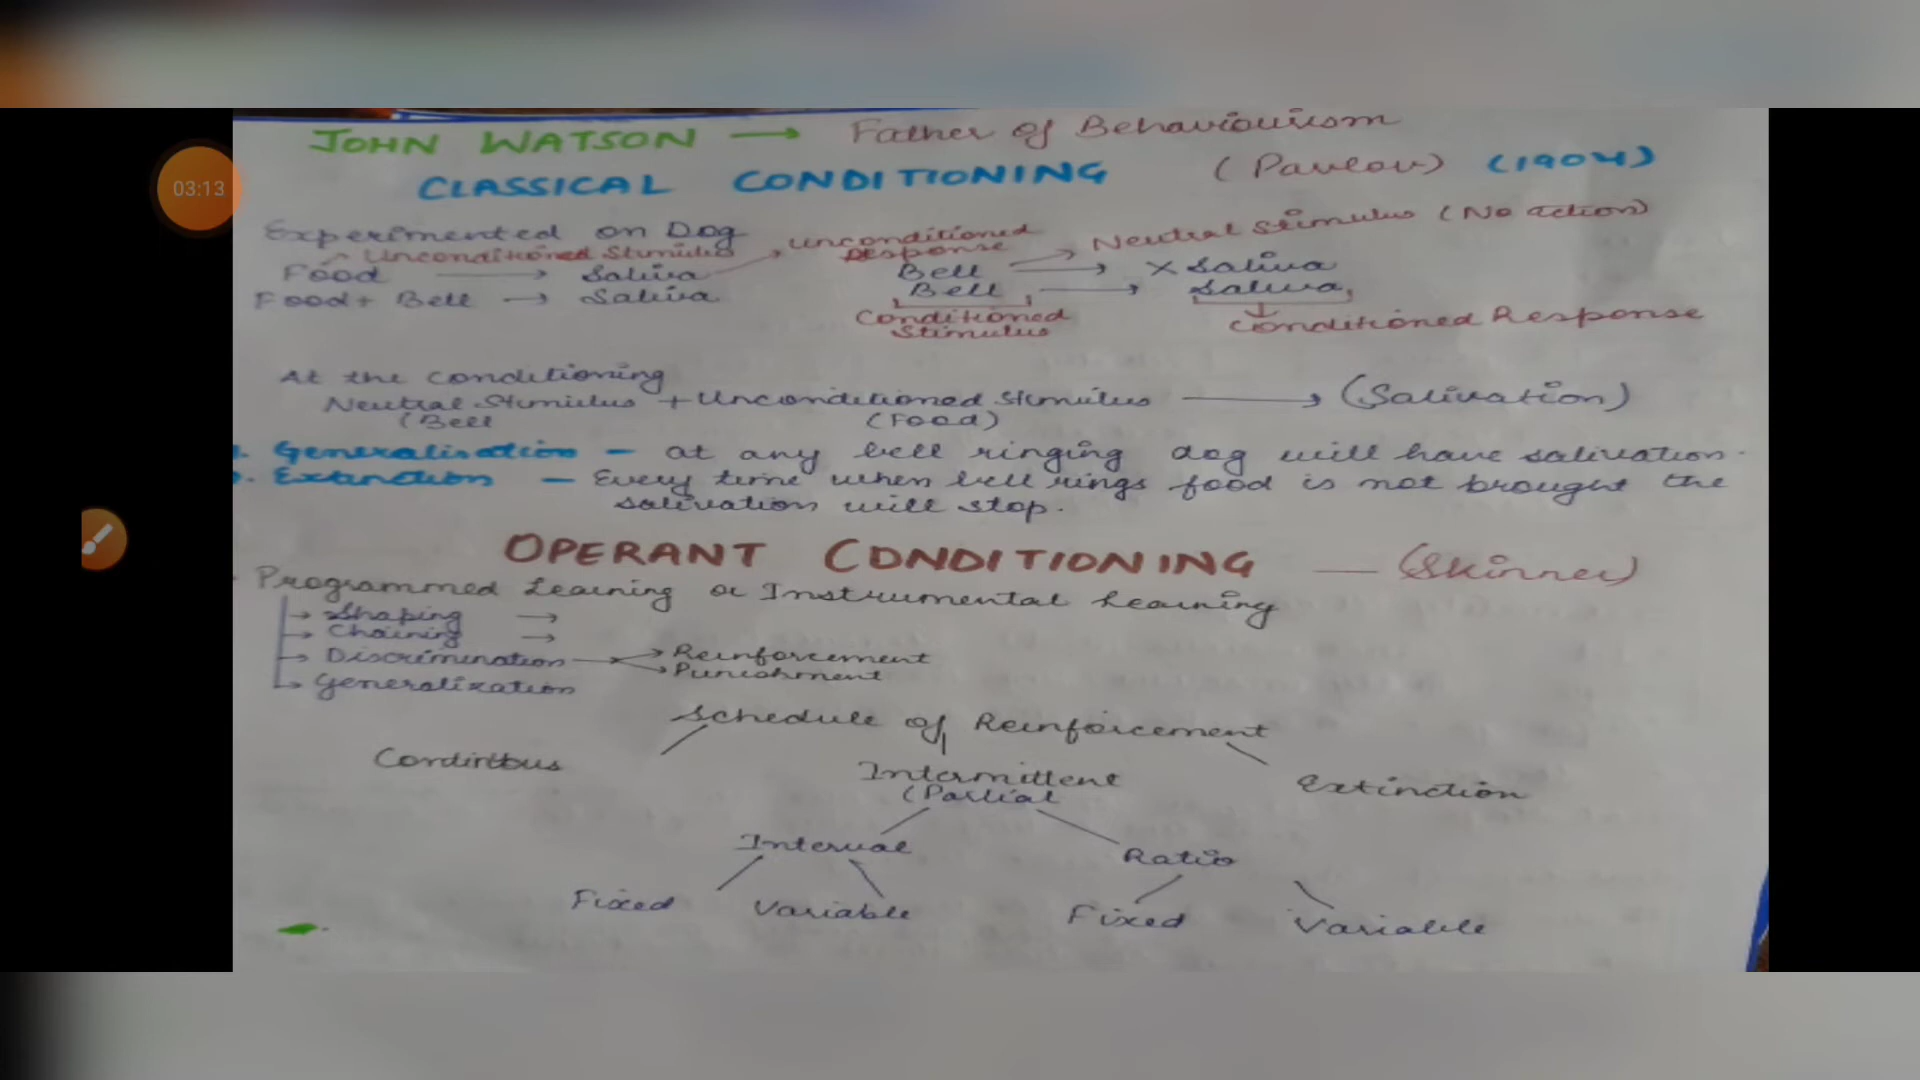 JOHN WATSON → Father of Behaviourism
CLASSICAL CONDITIONING (Pavlov) (1904)
03:13
Experimented on Dog
Unconditioned Stimulus
Food → Saliva → Unconditioned Response
Food + Bell → Saliva
Neutral Stimulus (No action)
Bell → X Saliva
Bell → Saliva
Conditioned Stimulus
Conditioned Response
At the conditioning
Neutral Stimulus + Unconditioned Stimulus → (Salivation)
(Bell (Food)
Generalisation – at any bell ringing dog will have salivation.
Extinction – Every time when bell rings food is not brought the
salivation will stop.
OPERANT CONDITIONING — (Skinner)
Programmed Learning or Instrumental Learning
→ Shaping →
→ Chaining →
→ Discrimination → Reinforcement
→ Punishment
→ Generalization
Schedule of Reinforcement
Intermittent
(Partial
Extinction
Interval
Ratio
Fixed Variable Fixed Variable